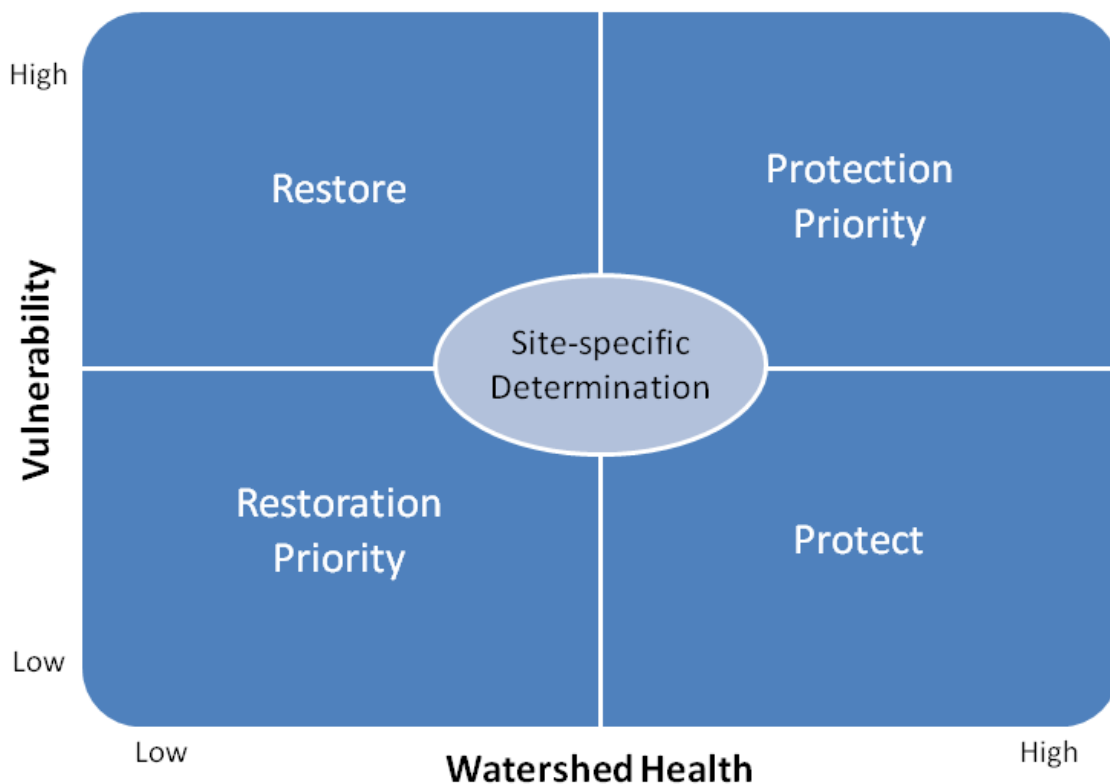 High
Restore
Protection
Priority
Vulnerability
Site-specific
Determination
Restoration
Priority
Protect
Low
Low
Watershed Health
High